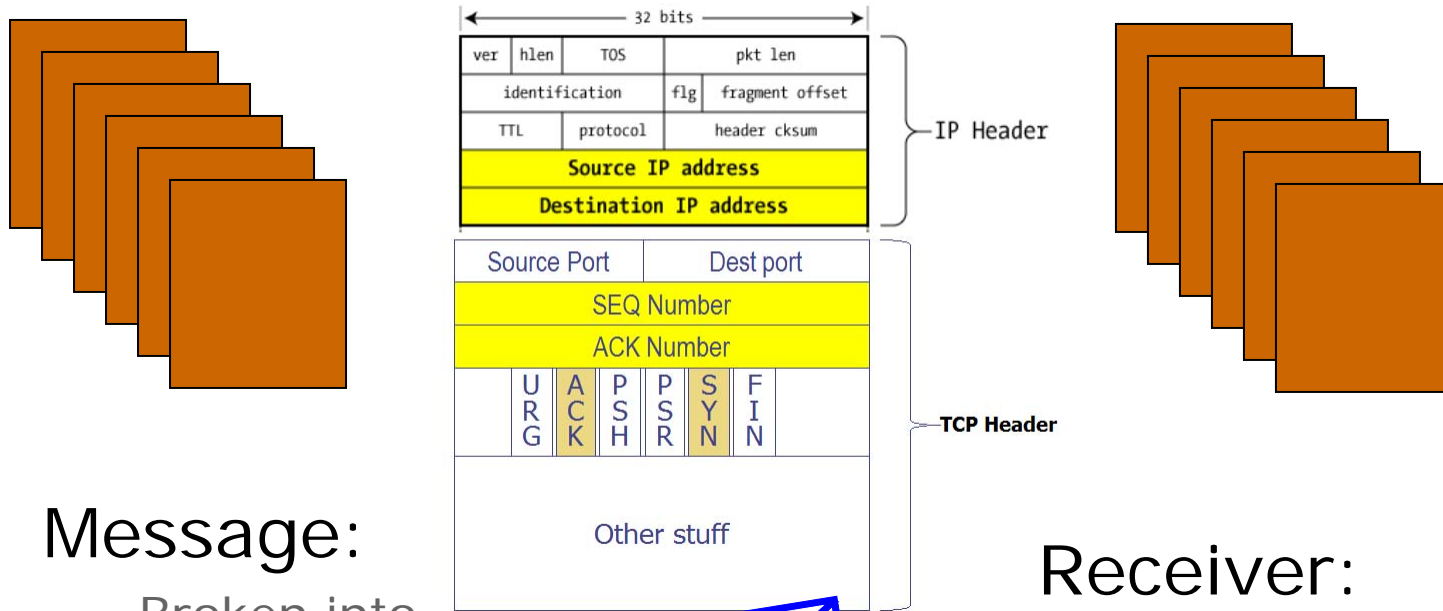 32 bits
ver hlen TOS pkt len
identification flg fragment offset
TTL protocol header cksum
Source IP address
Destination IP address
IP Header
Source Port Dest port
SEQ Number
ACK Number
URG ACK PSH PSR SYN FIN
Other stuff
TCP Header
Message:
Broken into
Receiver: